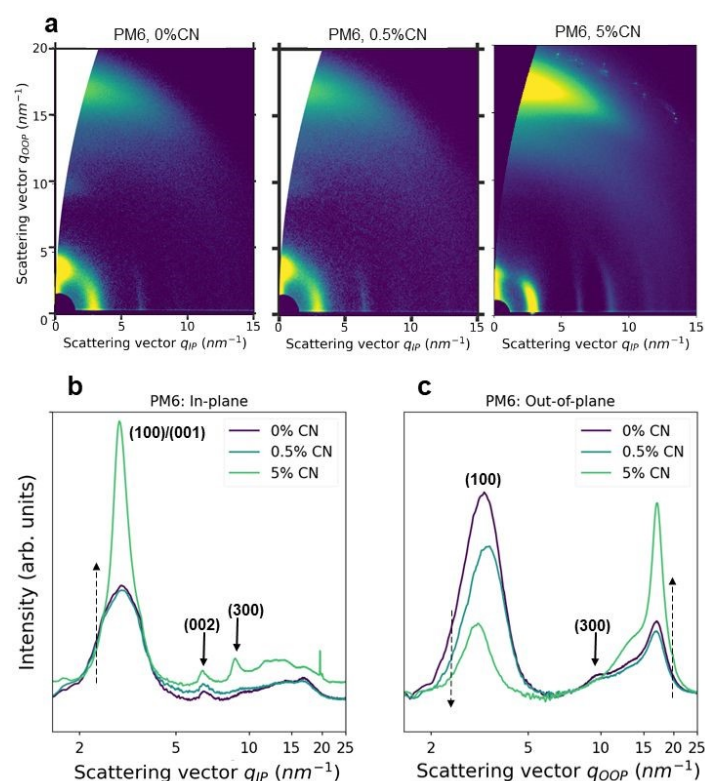 a
PM6, 0%CN
PM6, 0.5%CN
PM6, 5%CN
Scattering vector q_OOP (nm⁻¹)
20
15
10
5
0
0 5 10 15
0 5 10 15
0 5 10 15
Scattering vector q_IP (nm⁻¹)
Scattering vector q_IP (nm⁻¹)
Scattering vector q_IP (nm⁻¹)
b
PM6: In-plane
Intensity (arb. units)
(100)/(001)
0% CN
0.5% CN
5% CN
(002)
(300)
2 5 10 15 20 25
Scattering vector q_IP (nm⁻¹)
c
PM6: Out-of-plane
(100)
0% CN
0.5% CN
5% CN
(300)
2 5 10 15 20 25
Scattering vector q_OOP (nm⁻¹)